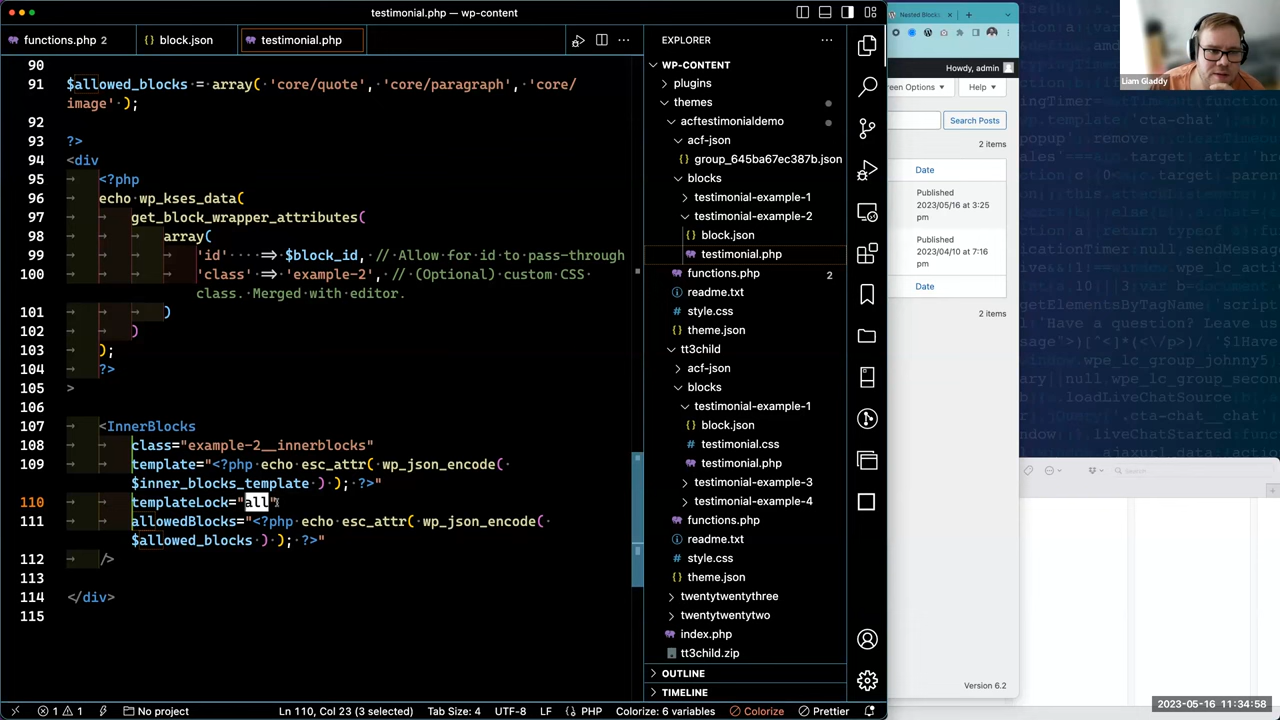 testimonial.php — wp-content
functions.php 2
block.json
testimonial.php
EXPLORER
90
91 $allowed_blocks = array( 'core/quote', 'core/paragraph', 'core/
image' );
92
93 ?>
94 <div
95 <?php
96 echo wp_kses_data(
97 get_block_wrapper_attributes(
98 array(
99 'id' => $block_id, // Allow for id to pass-through
100 'class' => 'example-2', // (Optional) custom CSS
class. Merged with editor.
101 )
102 )
103 );
104 ?>
105 >
106
107 <InnerBlocks
108 class="example-2__innerblocks"
109 template="<?php echo esc_attr( wp_json_encode(
$inner_blocks_template ) ); ?>"
110 templateLock="all"
111 allowedBlocks="<?php echo esc_attr( wp_json_encode(
$allowed_blocks ) ); ?>"
112 />
113
114 </div>
115
WP-CONTENT
plugins
themes
acftestimonialdemo
acf-json
group_645ba67ec387b.json
blocks
testimonial-example-1
testimonial-example-2
block.json
testimonial.php
functions.php 2
readme.txt
style.css
theme.json
tt3child
acf-json
blocks
testimonial-example-1
block.json
testimonial.css
testimonial.php
testimonial-example-3
testimonial-example-4
functions.php
readme.txt
style.css
theme.json
twentytwentythree
twentytwentytwo
index.php
tt3child.zip
OUTLINE
TIMELINE
1 1
No project
Ln 110, Col 23 (3 selected)
Tab Size: 4
UTF-8
LF
PHP
Colorize: 6 variables
Colorize
Prettier
Nested Blocks
Howdy, admin
reen Options
Help
Search Posts
2 items
Date
Published
2023/05/16 at 3:25
pm
Published
2023/04/10 at 7:16
pm
Date
2 items
Version 6.2
Search
Liam Gladdy
2023-05-16 11:34:58